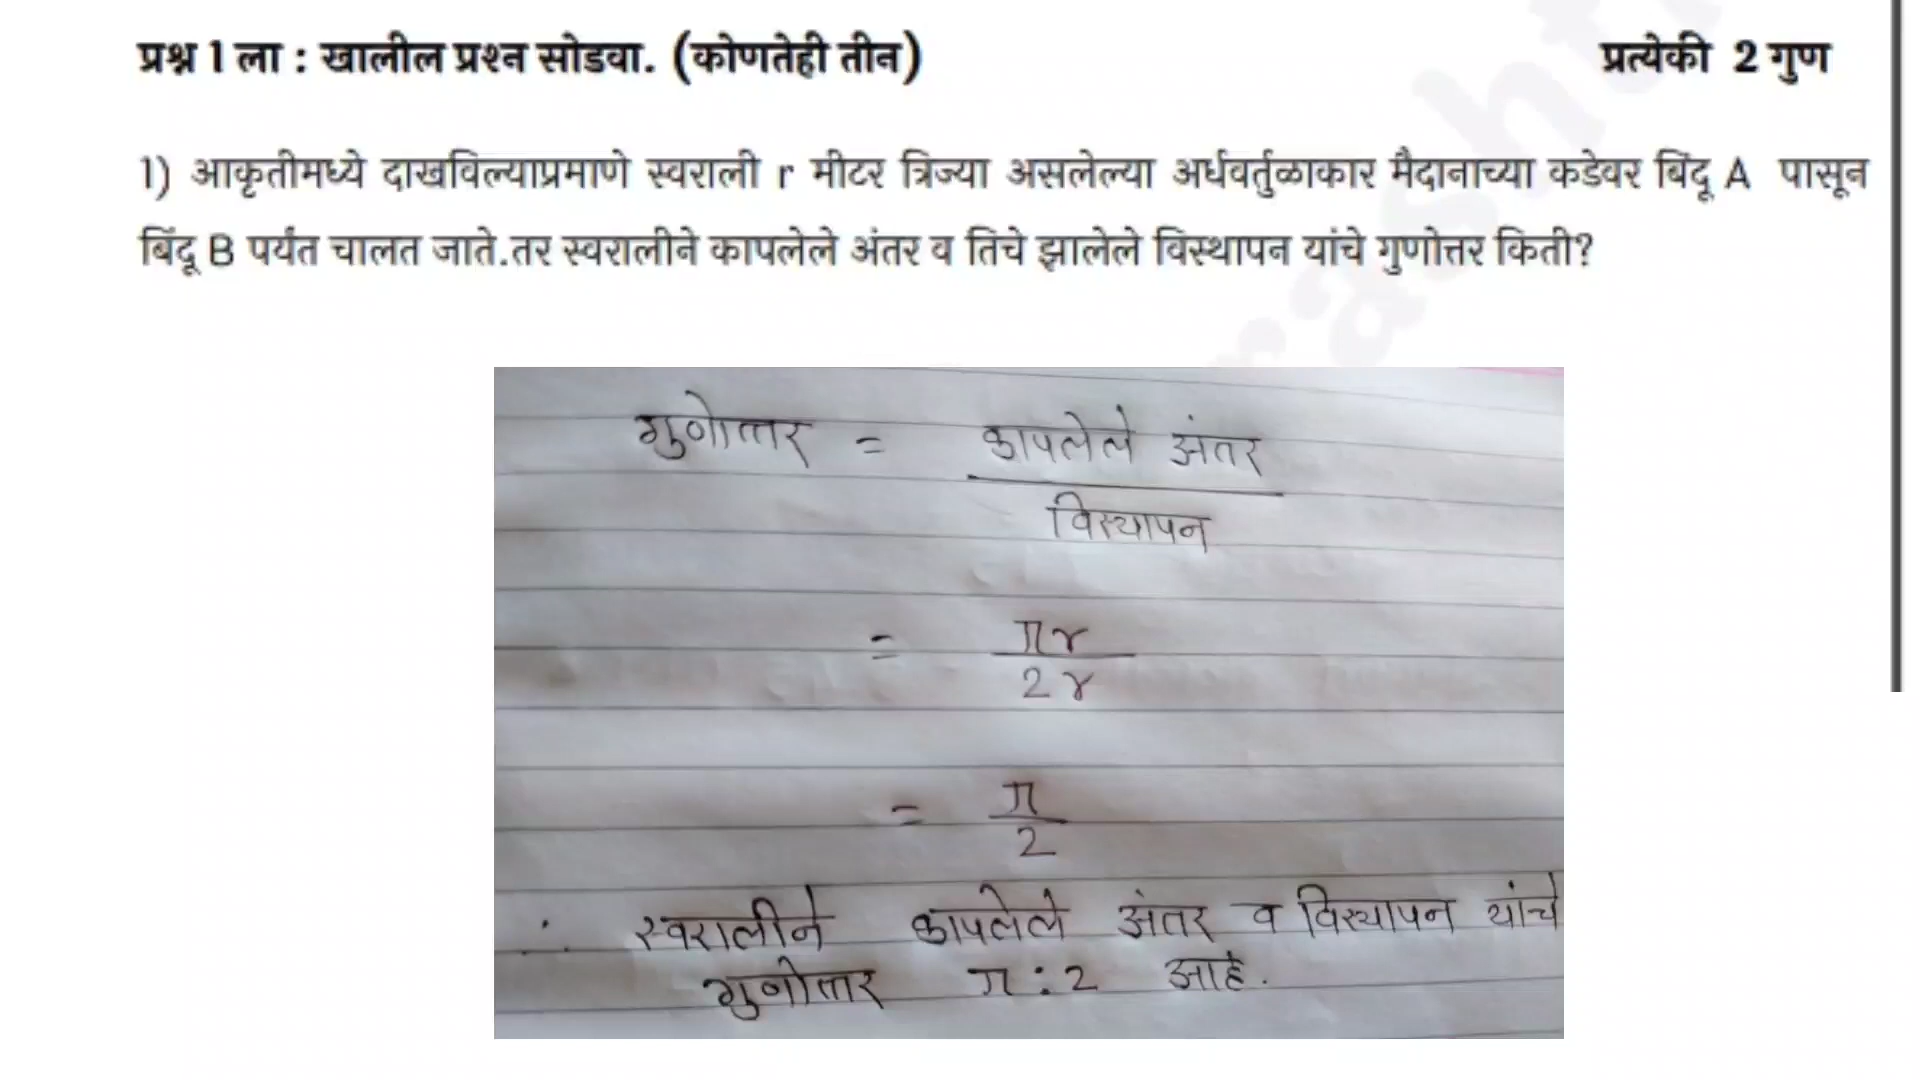 प्रश्न 1 ला : खालील प्रश्न सोडवा. (कोणतेही तीन) प्रत्येकी 2 गुण
1) आकृतीमध्ये दाखविल्याप्रमाणे स्वराली r मीटर त्रिज्या असलेल्या अर्धवर्तुळाकार मैदानाच्या कडेवर बिंदू A पासून
बिंदू B पर्यंत चालत जाते.तर स्वरालीने कापलेले अंतर व तिचे झालेले विस्थापन यांचे गुणोत्तर किती?
गुणोत्तर = कापलेले अंतर
विस्थापन
= πr
2r
= π
2
∴ स्वरालीने कापलेले अंतर व विस्थापन यांचे
गुणोत्तर π : 2 आहे.